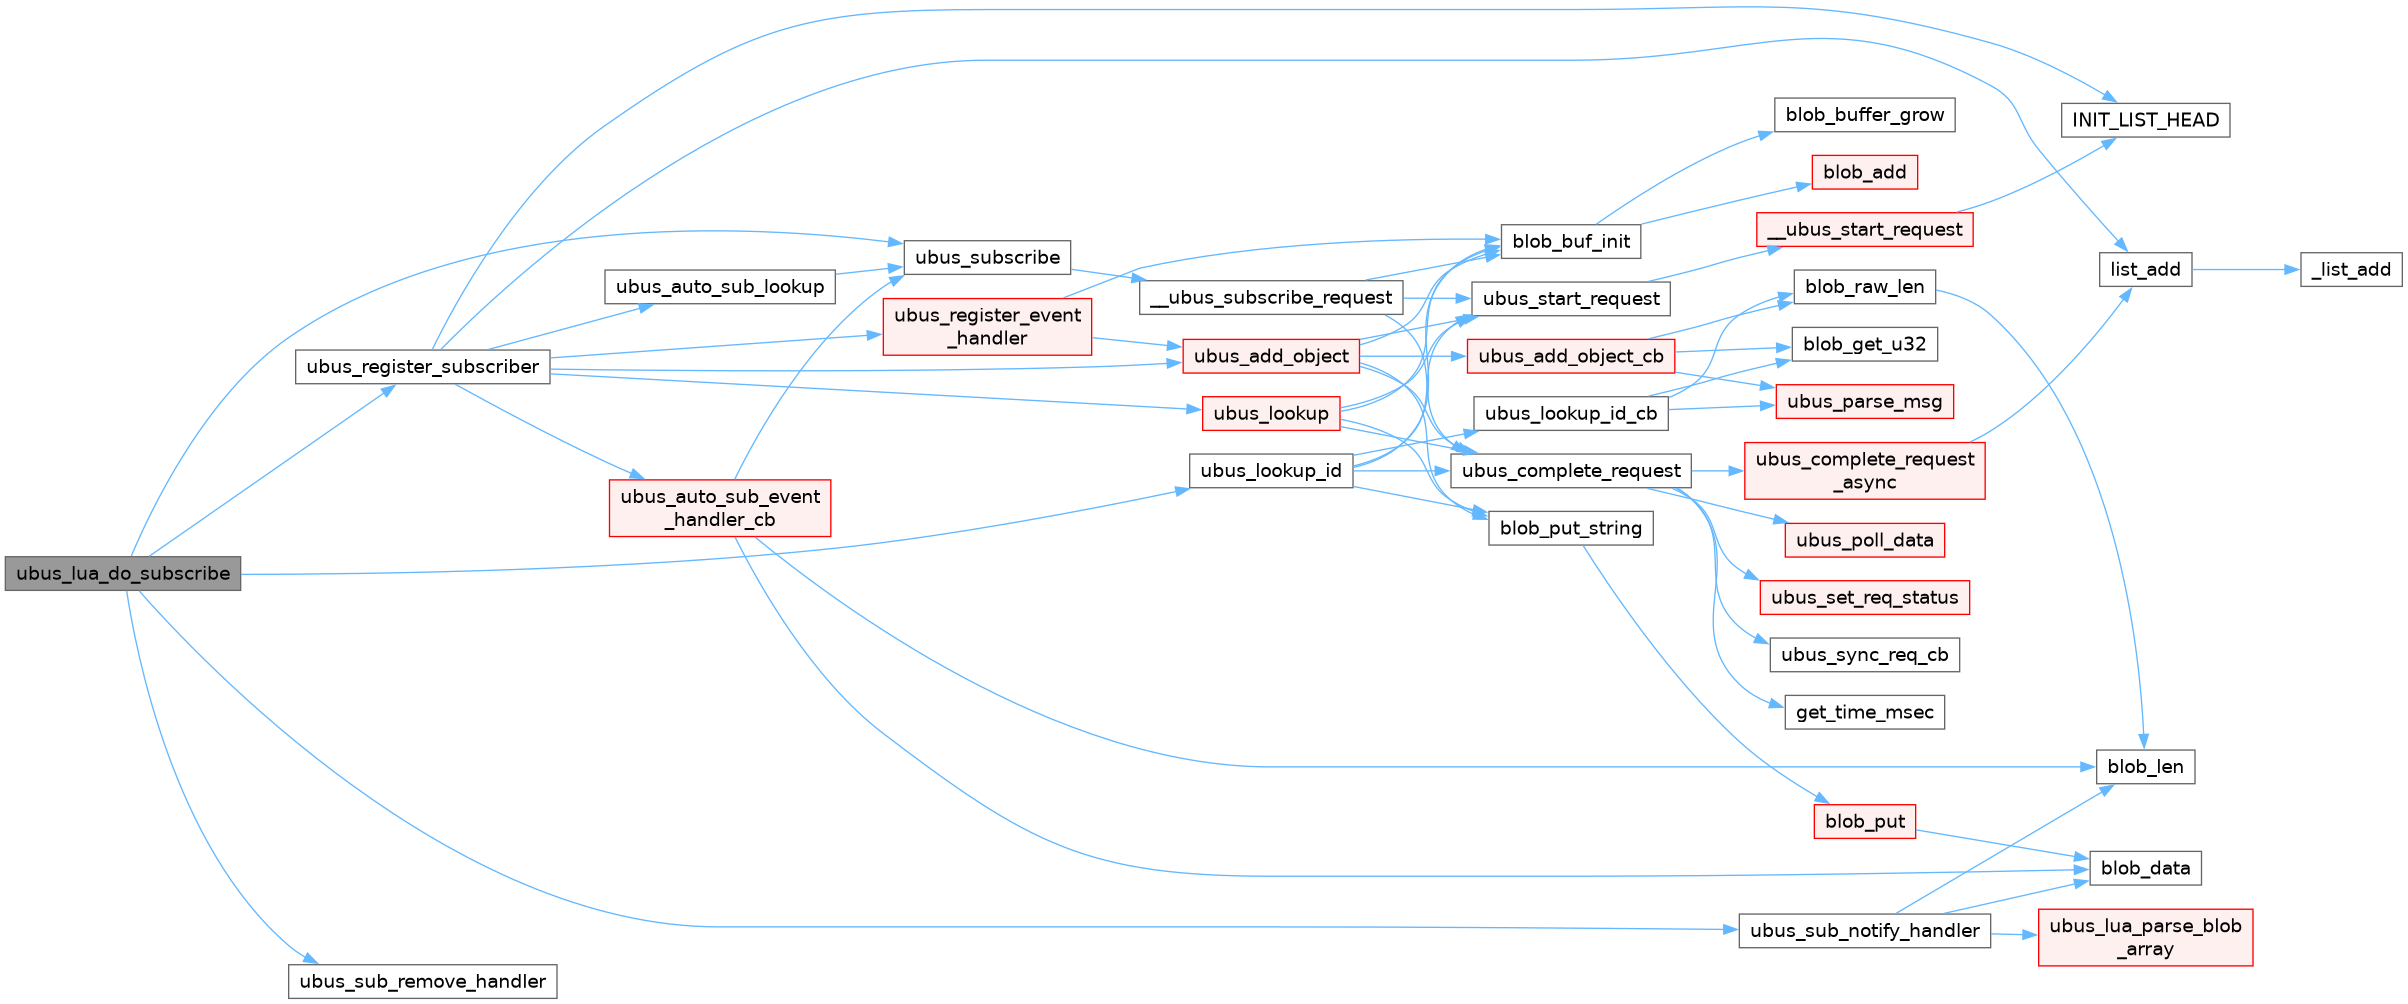 ubus_lua_do_subscribe
ubus_register_subscriber
ubus_sub_remove_handler
ubus_auto_sub_lookup
ubus_auto_sub_event
_handler_cb
ubus_subscribe
ubus_register_event
_handler
__ubus_subscribe_request
ubus_add_object
ubus_lookup
ubus_lookup_id
blob_buf_init
ubus_start_request
ubus_add_object_cb
ubus_lookup_id_cb
ubus_complete_request
blob_put_string
blob_buffer_grow
blob_add
__ubus_start_request
blob_raw_len
blob_get_u32
ubus_parse_msg
ubus_complete_request
_async
ubus_poll_data
ubus_set_req_status
ubus_sync_req_cb
get_time_msec
blob_put
ubus_sub_notify_handler
INIT_LIST_HEAD
list_add
_list_add
blob_len
blob_data
ubus_lua_parse_blob
_array